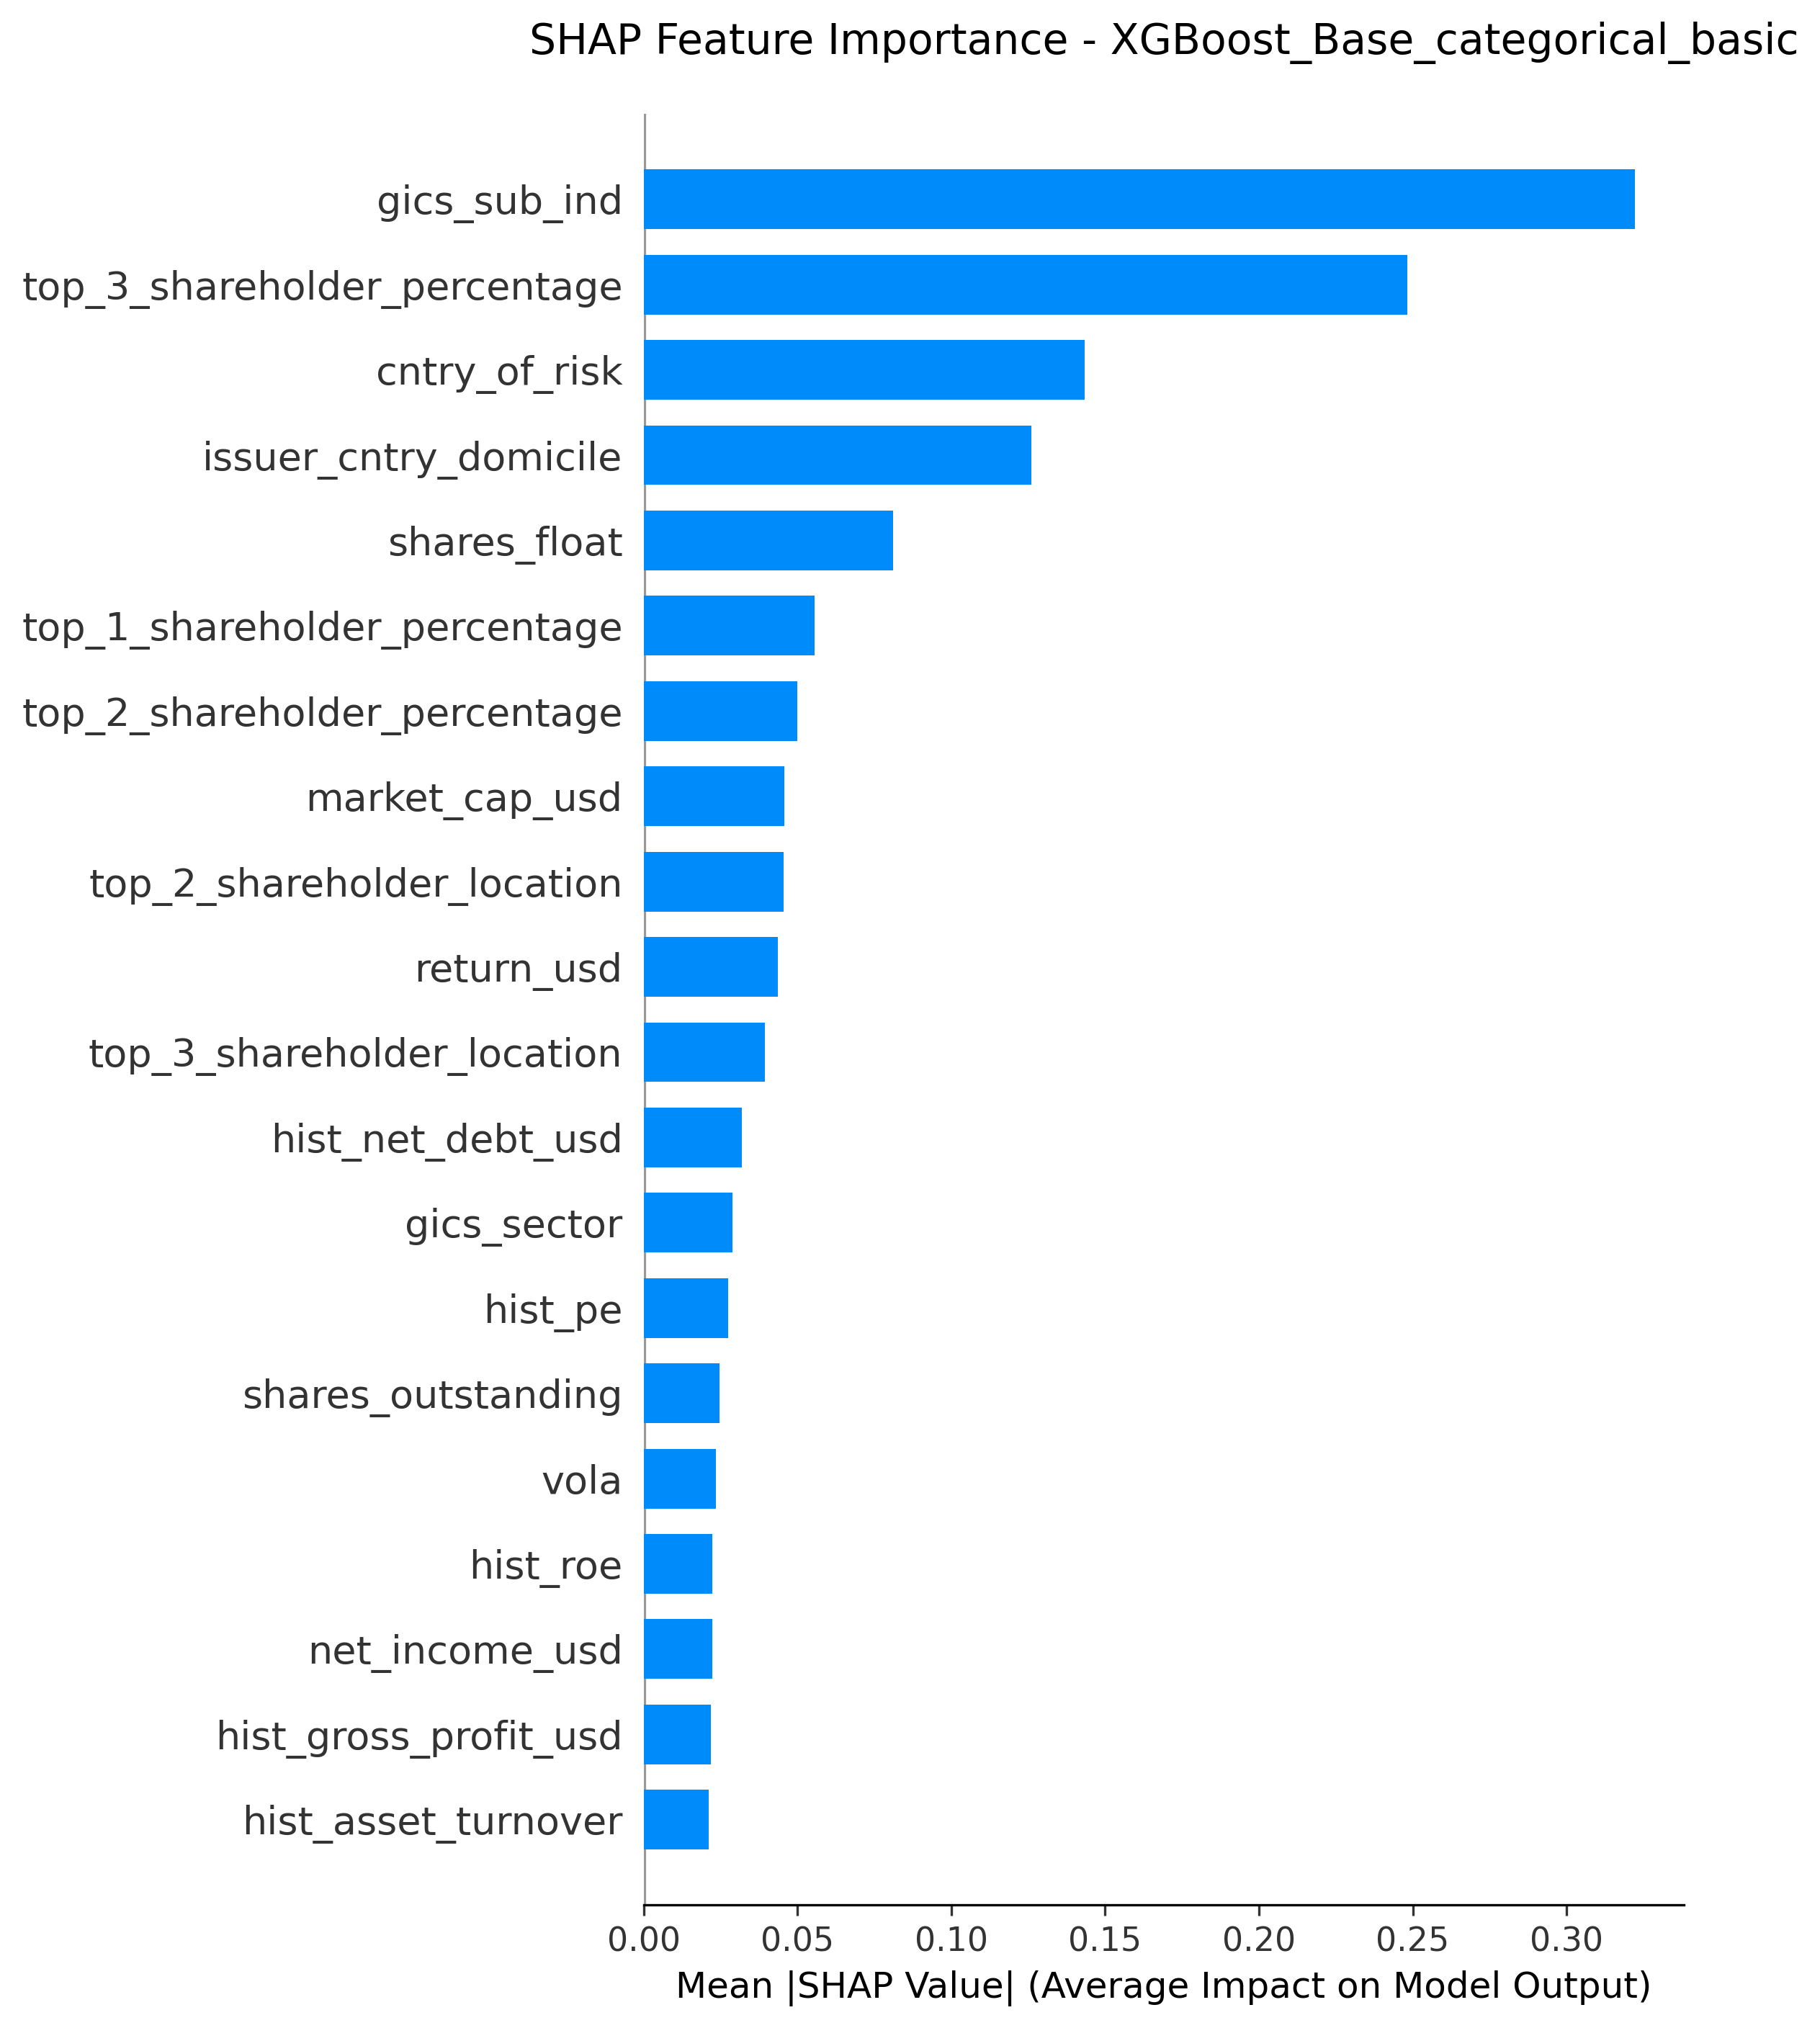 SHAP Feature Importance - XGBoost_Base_categorical_basic
gics_sub_ind
top_3_shareholder_percentage
cntry_of_risk
issuer_cntry_domicile
shares_float
top_1_shareholder_percentage
top_2_shareholder_percentage
market_cap_usd
top_2_shareholder_location
return_usd
top_3_shareholder_location
hist_net_debt_usd
gics_sector
hist_pe
shares_outstanding
vola
hist_roe
net_income_usd
hist_gross_profit_usd
hist_asset_turnover
0.00 0.05 0.10 0.15 0.20 0.25 0.30
Mean |SHAP Value| (Average Impact on Model Output)